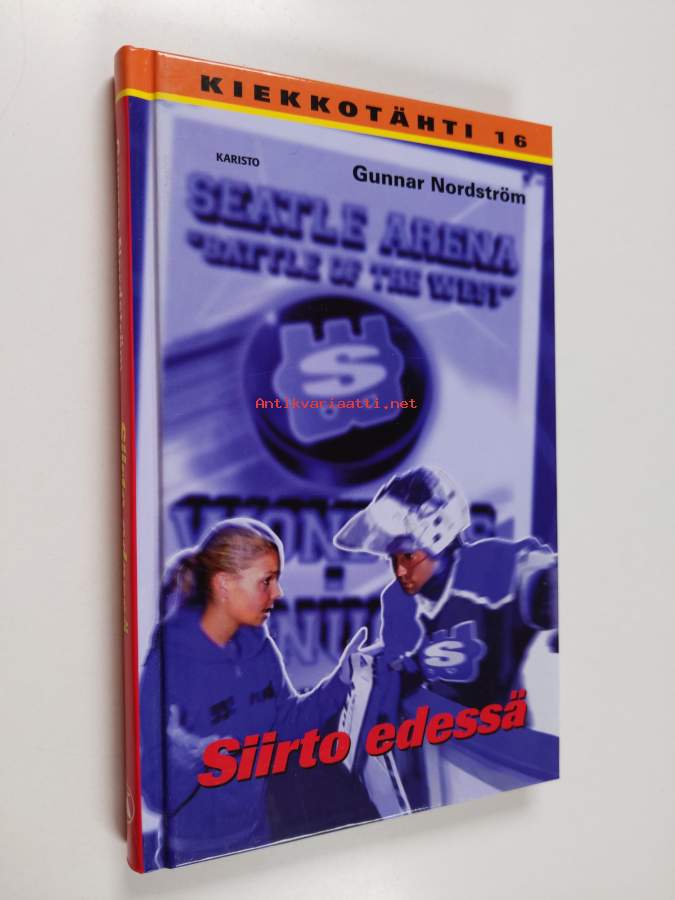 KIEKKOTÄHTI 16
KARISTO
Gunnar Nordström
SEATLE ARENA
"BATTLE OF THE WEST"
S
Antikvariaatti.net
S
Siirto edessä